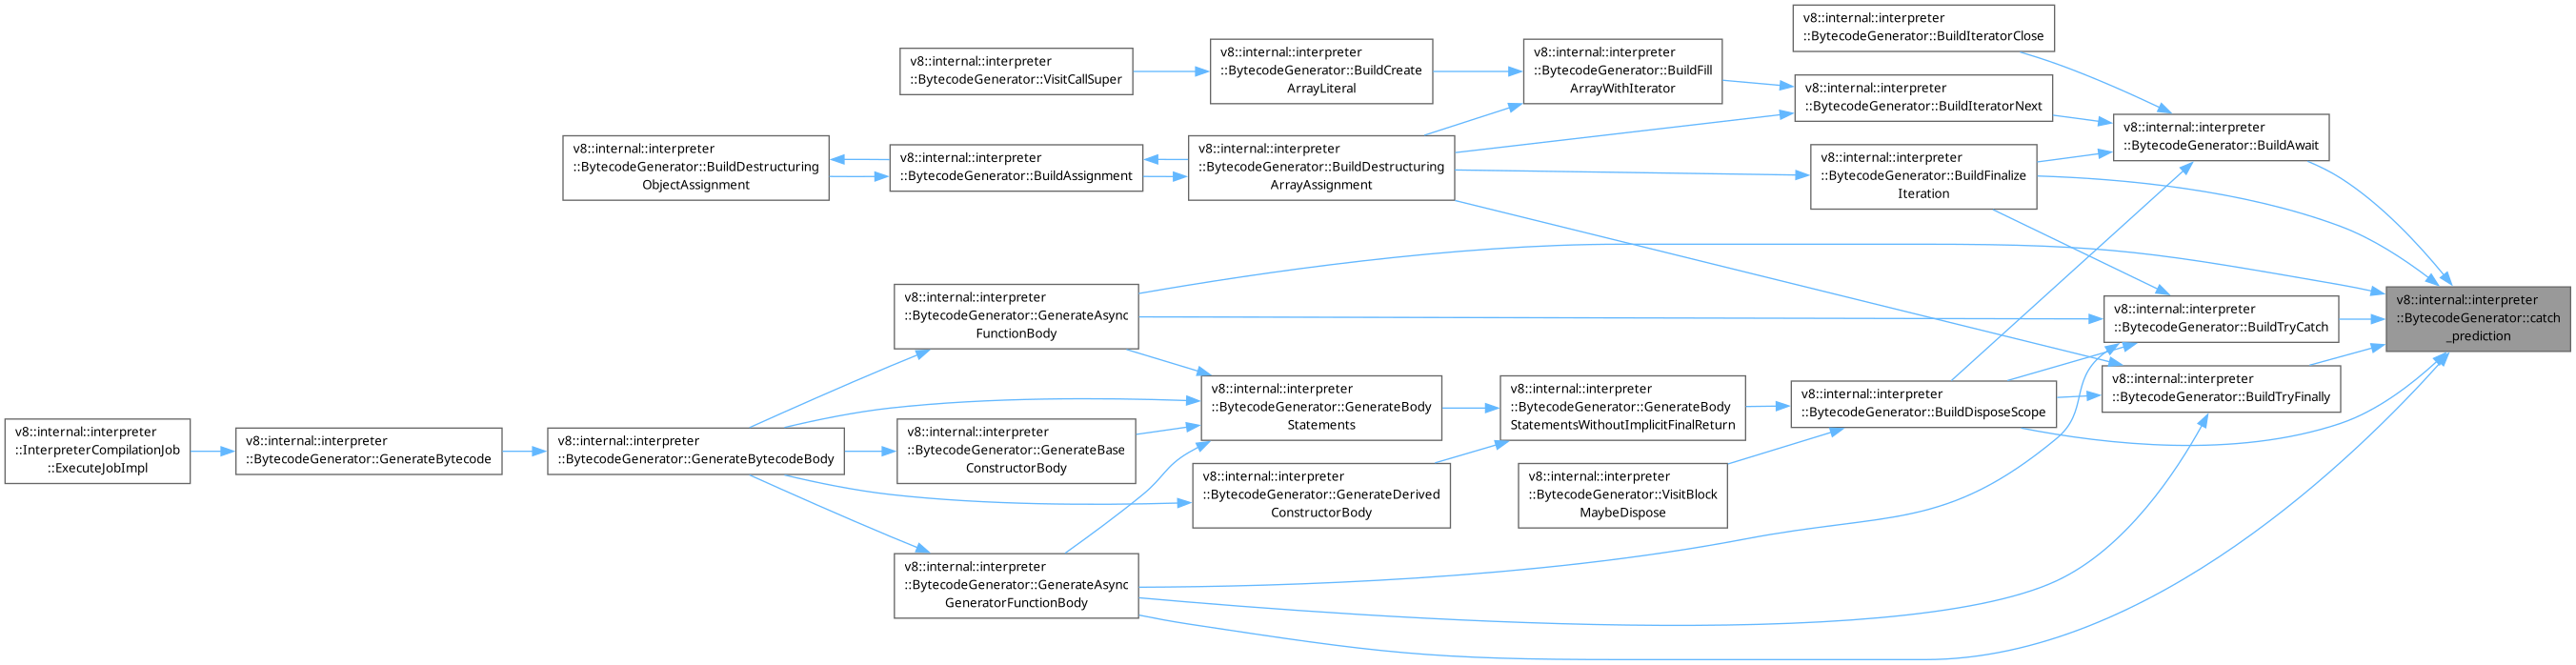 v8::internal::interpreter
::BytecodeGenerator::BuildIteratorClose
v8::internal::interpreter
::BytecodeGenerator::VisitCallSuper
v8::internal::interpreter
::BytecodeGenerator::BuildCreate
ArrayLiteral
v8::internal::interpreter
::BytecodeGenerator::BuildFill
ArrayWithIterator
v8::internal::interpreter
::BytecodeGenerator::BuildIteratorNext
v8::internal::interpreter
::BytecodeGenerator::BuildAwait
v8::internal::interpreter
::BytecodeGenerator::BuildDestructuring
ObjectAssignment
v8::internal::interpreter
::BytecodeGenerator::BuildAssignment
v8::internal::interpreter
::BytecodeGenerator::BuildDestructuring
ArrayAssignment
v8::internal::interpreter
::BytecodeGenerator::BuildFinalize
Iteration
v8::internal::interpreter
::BytecodeGenerator::GenerateAsync
FunctionBody
v8::internal::interpreter
::BytecodeGenerator::BuildTryCatch
v8::internal::interpreter
::BytecodeGenerator::catch
_prediction
v8::internal::interpreter
::BytecodeGenerator::GenerateBody
Statements
v8::internal::interpreter
::BytecodeGenerator::GenerateBody
StatementsWithoutImplicitFinalReturn
v8::internal::interpreter
::BytecodeGenerator::BuildDisposeScope
v8::internal::interpreter
::BytecodeGenerator::BuildTryFinally
v8::internal::interpreter
::InterpreterCompilationJob
::ExecuteJobImpl
v8::internal::interpreter
::BytecodeGenerator::GenerateBytecode
v8::internal::interpreter
::BytecodeGenerator::GenerateBytecodeBody
v8::internal::interpreter
::BytecodeGenerator::GenerateBase
ConstructorBody
v8::internal::interpreter
::BytecodeGenerator::GenerateDerived
ConstructorBody
v8::internal::interpreter
::BytecodeGenerator::VisitBlock
MaybeDispose
v8::internal::interpreter
::BytecodeGenerator::GenerateAsync
GeneratorFunctionBody